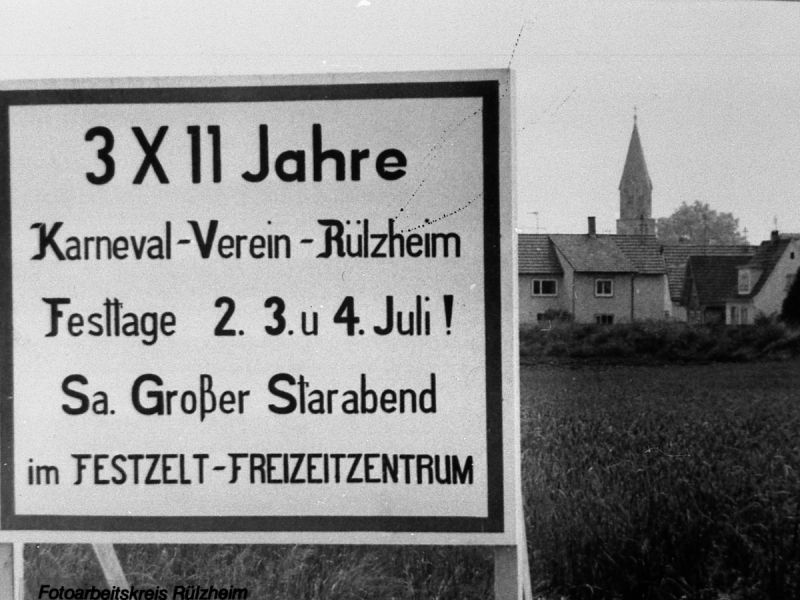 3 X 11 Jahre
Karneval-Verein-Rülzheim
Festtage 2. 3. u 4. Juli!
Sa. Großer Starabend
im FESTZELT-FREIZEITZENTRUM
Fotoarbeitskreis Rülzheim